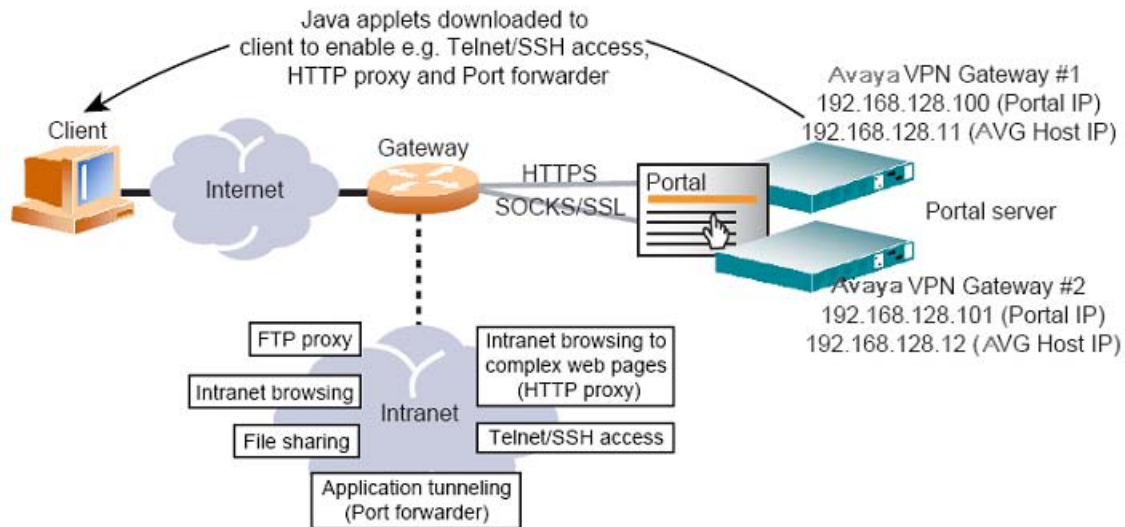 Java applets downloaded to
client to enable e.g. Telnet/SSH access,
HTTP proxy and Port forwarder
Avaya VPN Gateway #1
192.168.128.100 (Portal IP)
192.168.128.11 (AVG Host IP)
Client
Internet
Gateway
HTTPS
SOCKS/SSL
Portal
Portal server
Avaya VPN Gateway #2
192.168.128.101 (Portal IP)
192.168.128.12 (AVG Host IP)
FTP proxy
Intranet browsing to
complex web pages
(HTTP proxy)
Intranet browsing
Intranet
File sharing
Telnet/SSH access
Application tunneling
(Port forwarder)